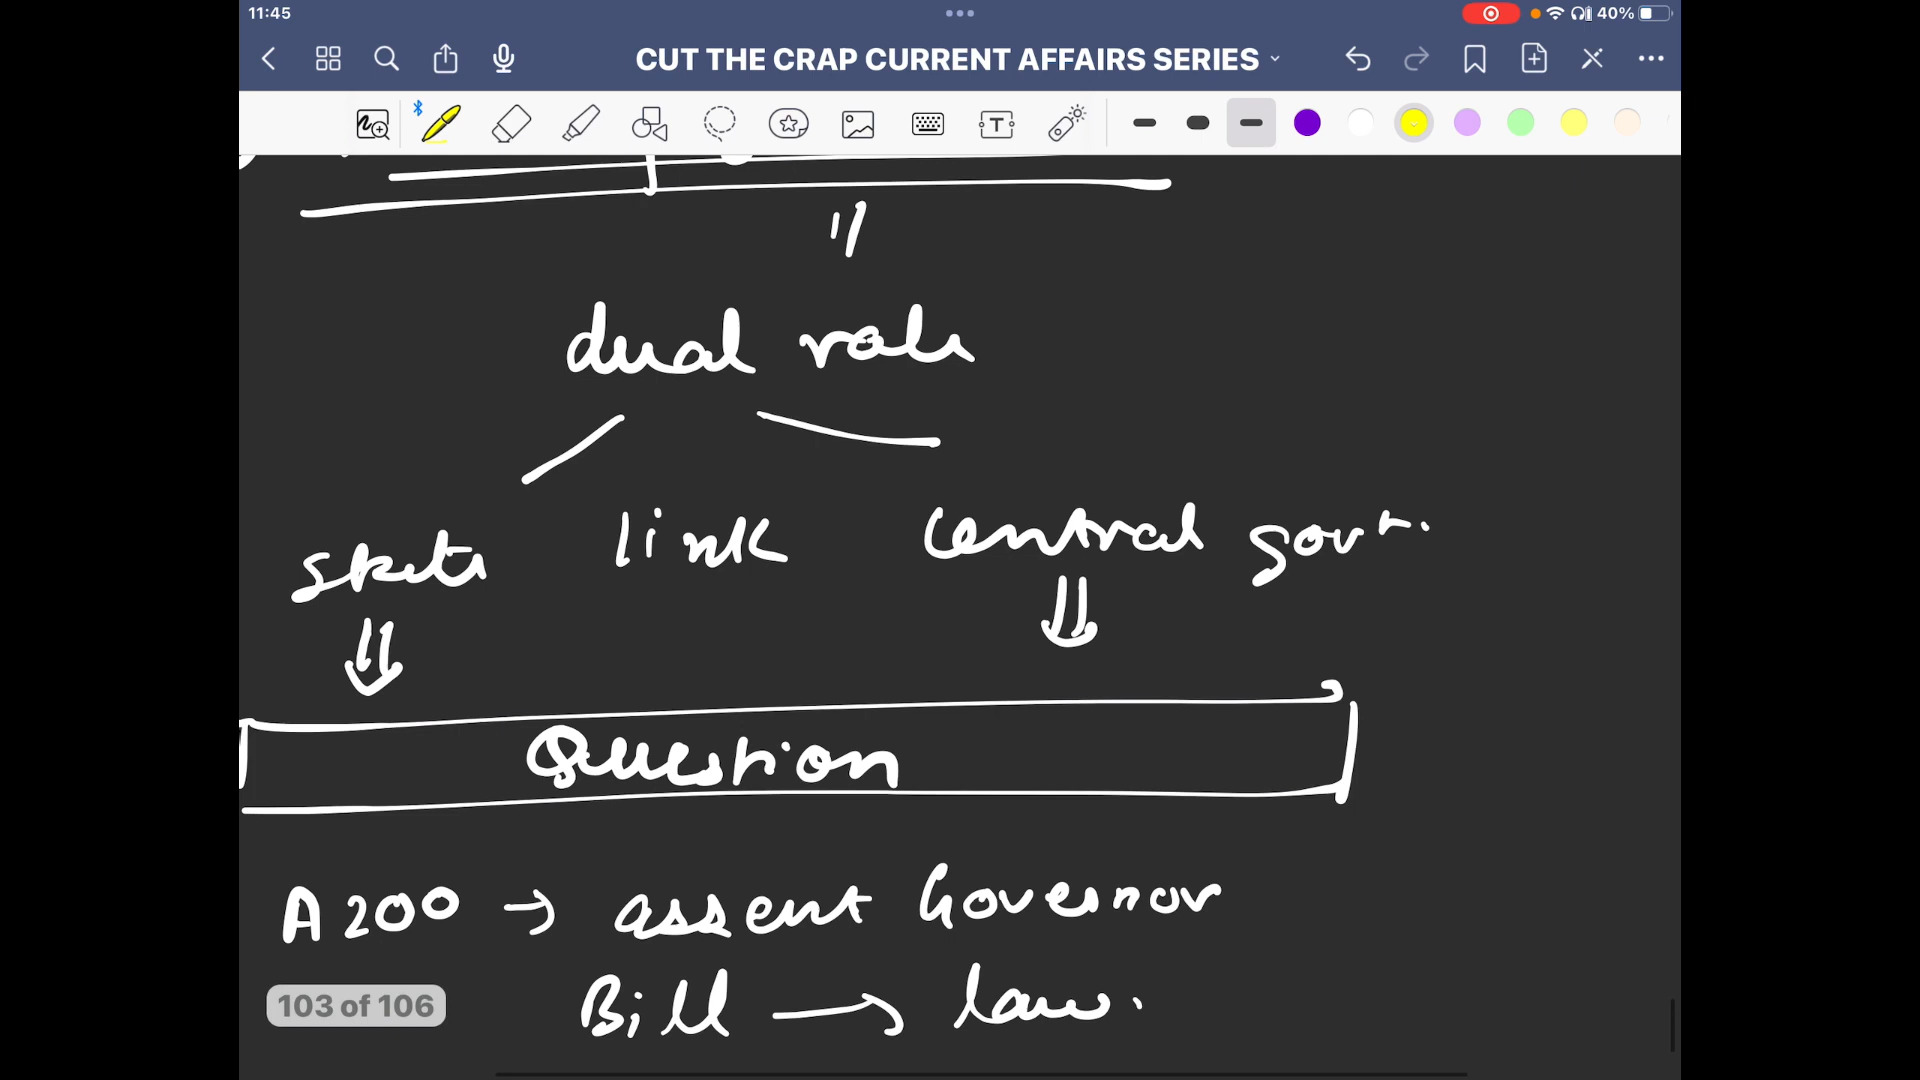 11:45
40%
CUT THE CRAP CURRENT AFFAIRS SERIES
dual role
state link central govt.
Question
A200 → assent Governor
Bill → law.
103 of 106